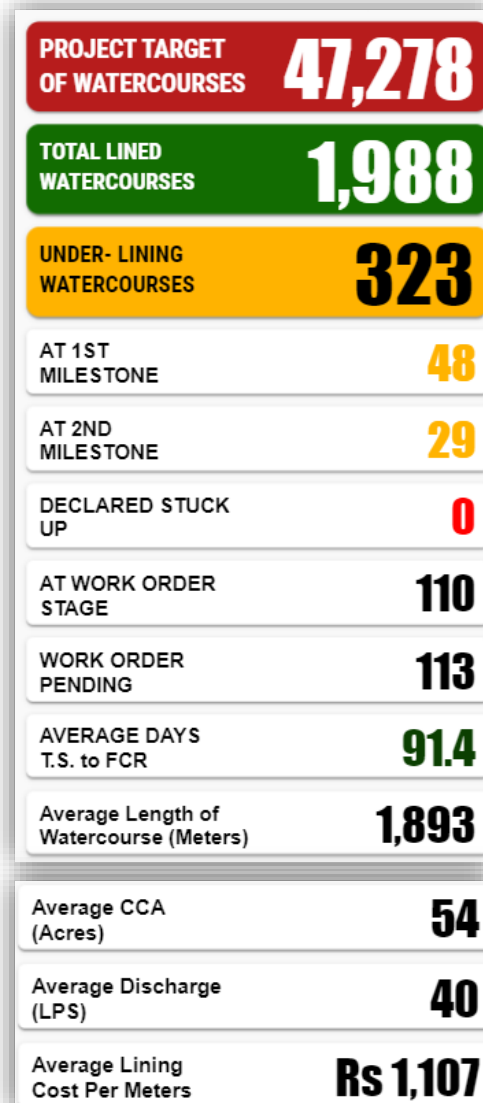 PROJECT TARGET
OF WATERCOURSES
47,278
TOTAL LINED
WATERCOURSES
1,988
UNDER- LINING
WATERCOURSES
323
AT 1ST
MILESTONE
48
AT 2ND
MILESTONE
29
DECLARED STUCK
UP
0
AT WORK ORDER
STAGE
110
WORK ORDER
PENDING
113
AVERAGE DAYS
T.S. to FCR
91.4
Average Length of
Watercourse (Meters)
1,893
Average CCA
(Acres)
54
Average Discharge
(LPS)
40
Average Lining
Cost Per Meters
Rs 1,107